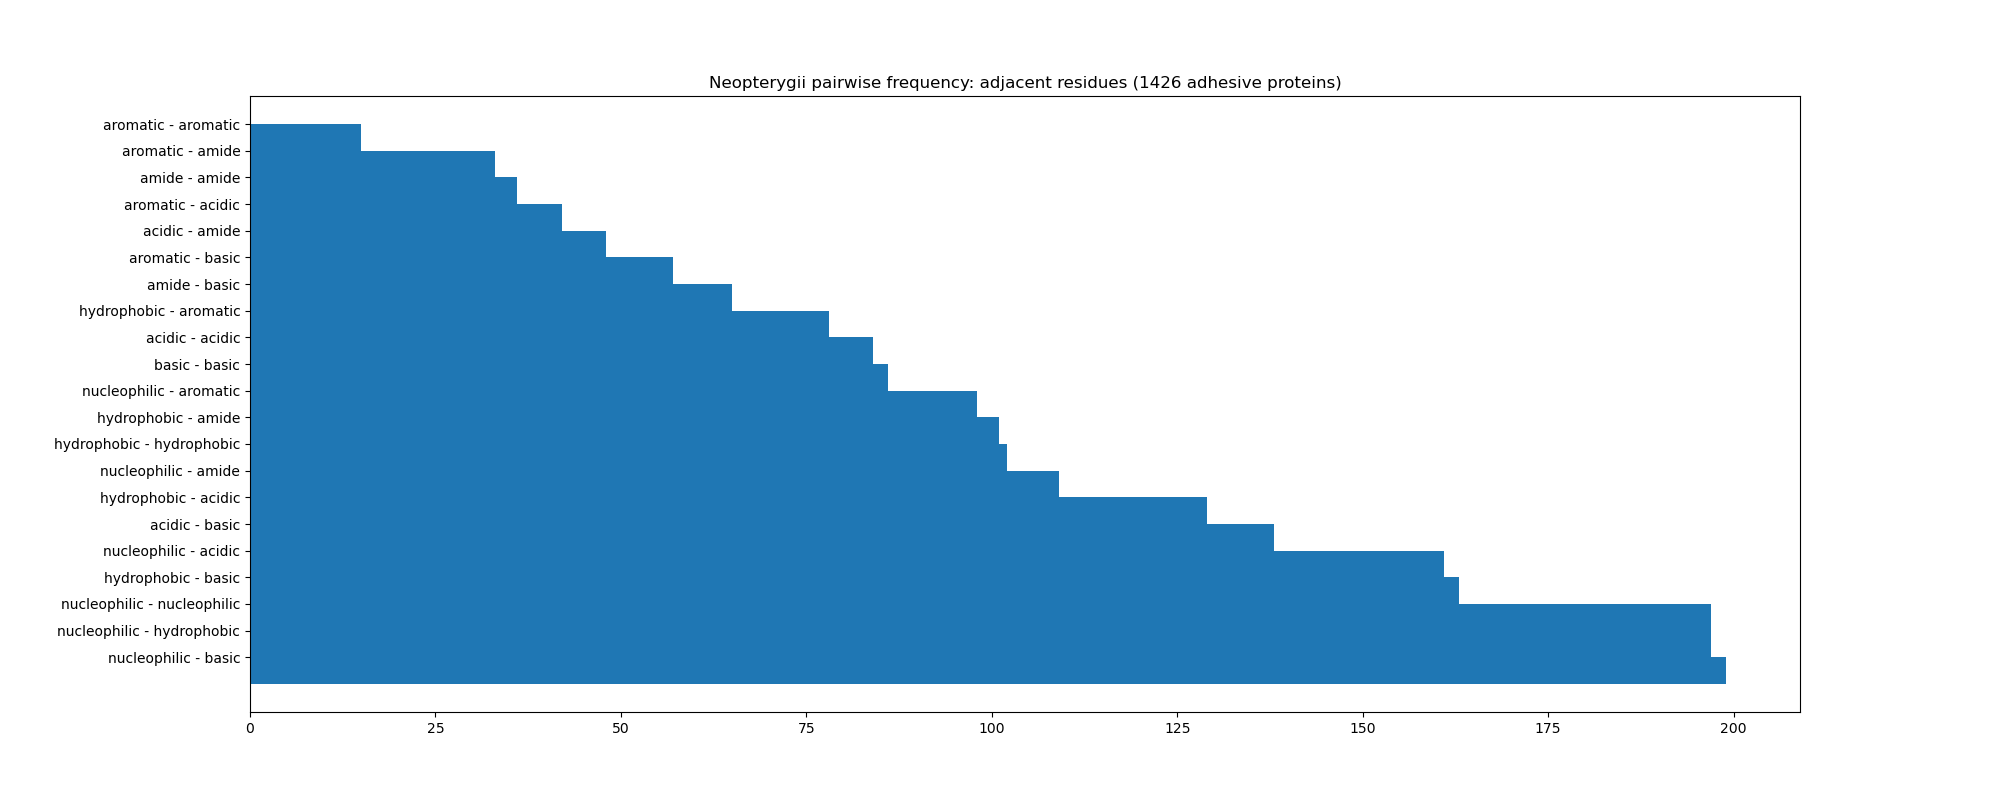 Neopterygii pairwise frequency: adjacent residues (1426 adhesive proteins)
aromatic - aromatic
aromatic - amide
amide - amide
aromatic - acidic
acidic - amide
aromatic - basic
amide - basic
hydrophobic - aromatic
acidic - acidic
basic - basic
nucleophilic - aromatic
hydrophobic - amide
hydrophobic - hydrophobic
nucleophilic - amide
hydrophobic - acidic
acidic - basic
nucleophilic - acidic
hydrophobic - basic
nucleophilic - nucleophilic
nucleophilic - hydrophobic
nucleophilic - basic
0 25 50 75 100 125 150 175 200